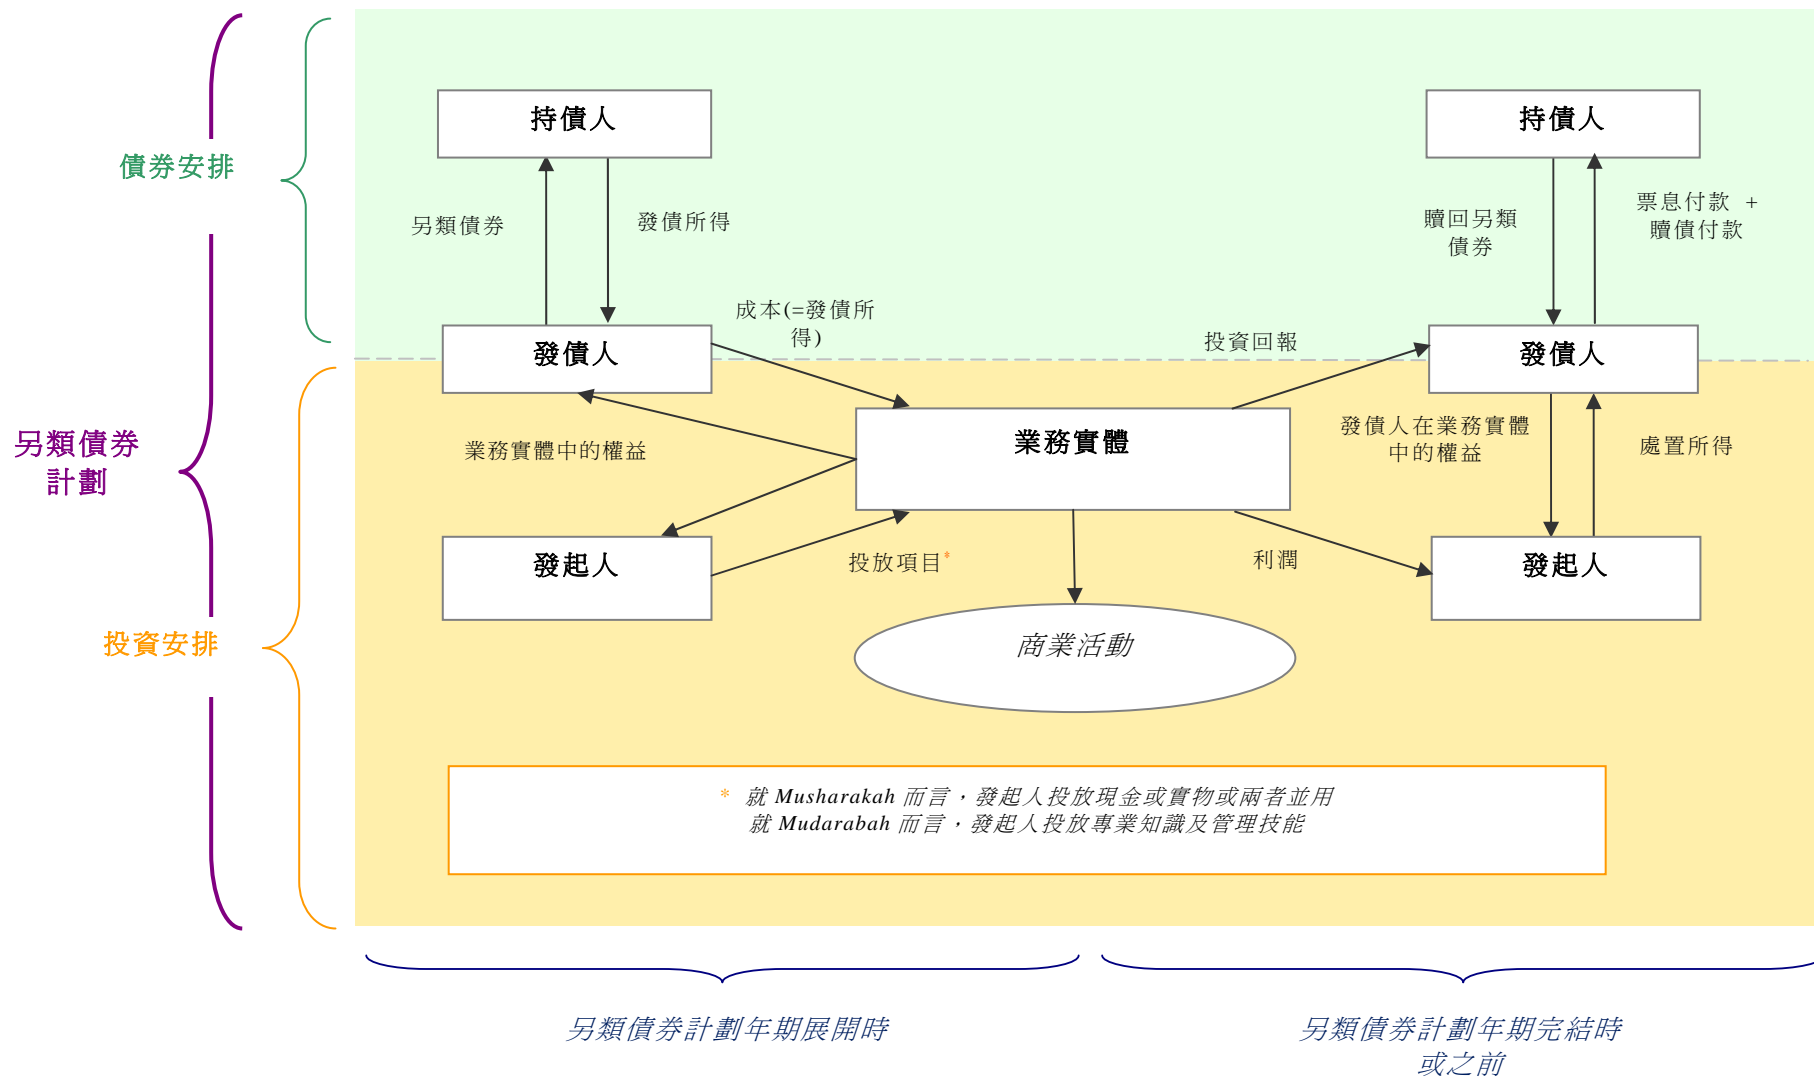 持債人
持債人
債券安排
另類債券
發債所得
贖回另類
債券
票息付款 +
贖債付款
成本(=發債所
得)
發債人
投資回報
發債人
另類債券
計劃
業務實體中的權益
業務實體
發債人在業務實體
中的權益
處置所得
發起人
投放項目*
利潤
發起人
投資安排
商業活動
* 就 Musharakah 而言，發起人投放現金或實物或兩者並用
就 Mudarabah 而言，發起人投放專業知識及管理技能
另類債券計劃年期展開時
另類債券計劃年期完結時
或之前